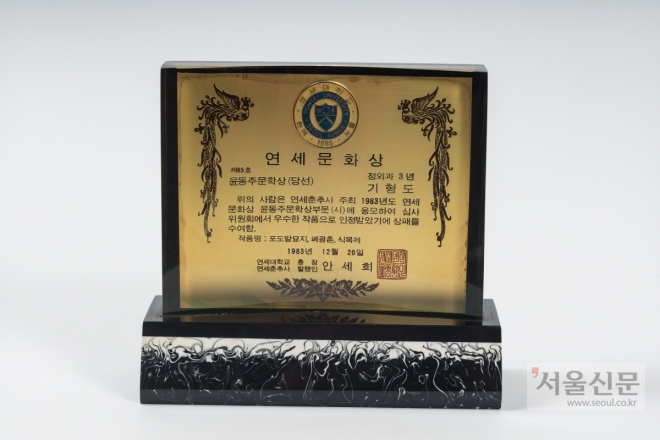 연세문화상
제85호
윤동주문학상(당선)
정외과 3년
기형도
위의 사람은 연세춘추사 주최 1983년도 연세
문화상 윤동주문학상부문(시)에 응모하여 심사
위원회에서 우수한 작품으로 인정받았기에 상패를
수여함.
작품명 : 포도밭묘지, 폐광촌, 식목제
1983년 12월 20일
연세대학교 총장
연세춘추사 발행인 안세희
서울신문
www.seoul.co.kr